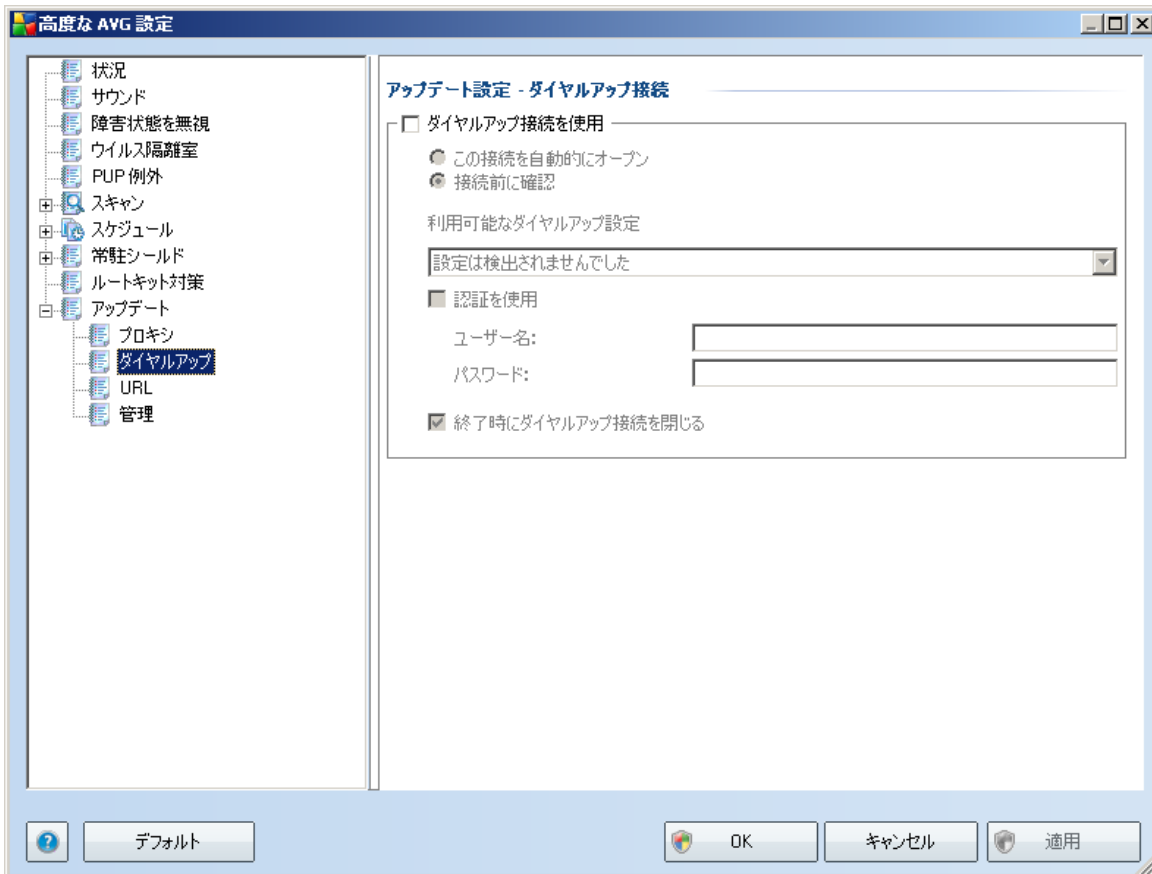 高度な AVG 設定
状況
サウンド
障害状態を無視
ウイルス隔離室
PUP 例外
スキャン
スケジュール
常駐シールド
ルートキット対策
アップデート
プロキシ
ダイヤルアップ
URL
管理
アップデート設定 - ダイヤルアップ接続
ダイヤルアップ接続を使用
この接続を自動的にオープン
接続前に確認
利用可能なダイヤルアップ設定
設定は検出されませんでした
認証を使用
ユーザー名:
パスワード:
終了時にダイヤルアップ接続を閉じる
デフォルト
OK
キャンセル
適用